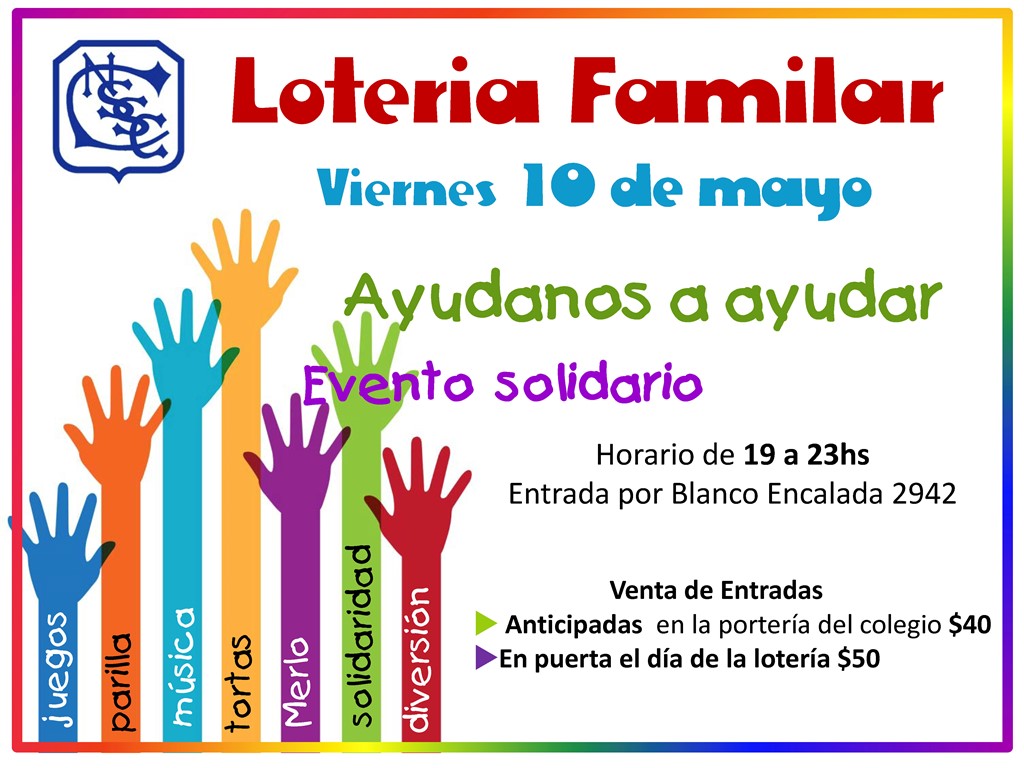 Loteria Familar
Viernes 10 de mayo
Ayudanos a ayudar
Evento solidario
Horario de 19 a 23hs
Entrada por Blanco Encalada 2942
Venta de Entradas
Anticipadas en la portería del colegio $40
En puerta el día de la lotería $50
juegos
parilla
música
tortas
Merlo
solidaridad
diversión